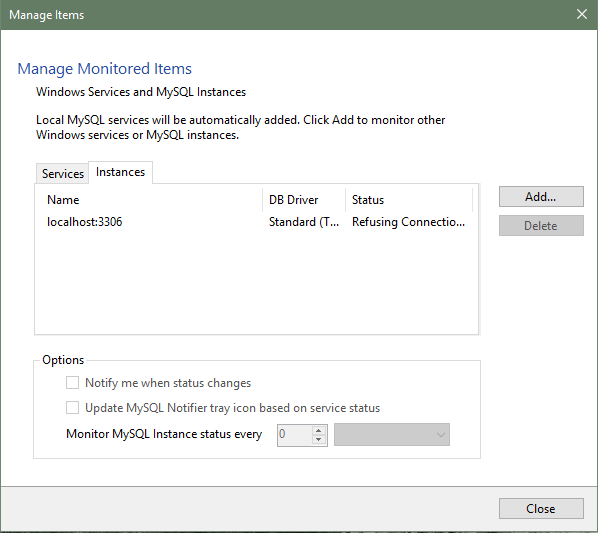 Manage Items
Manage Monitored Items
Windows Services and MySQL Instances
Local MySQL services will be automatically added. Click Add to monitor other
Windows services or MySQL instances.
Services Instances
Name DB Driver Status
localhost:3306 Standard (T... Refusing Connectio...
Add...
Delete
Options
Notify me when status changes
Update MySQL Notifier tray icon based on service status
Monitor MySQL Instance status every 0
Close